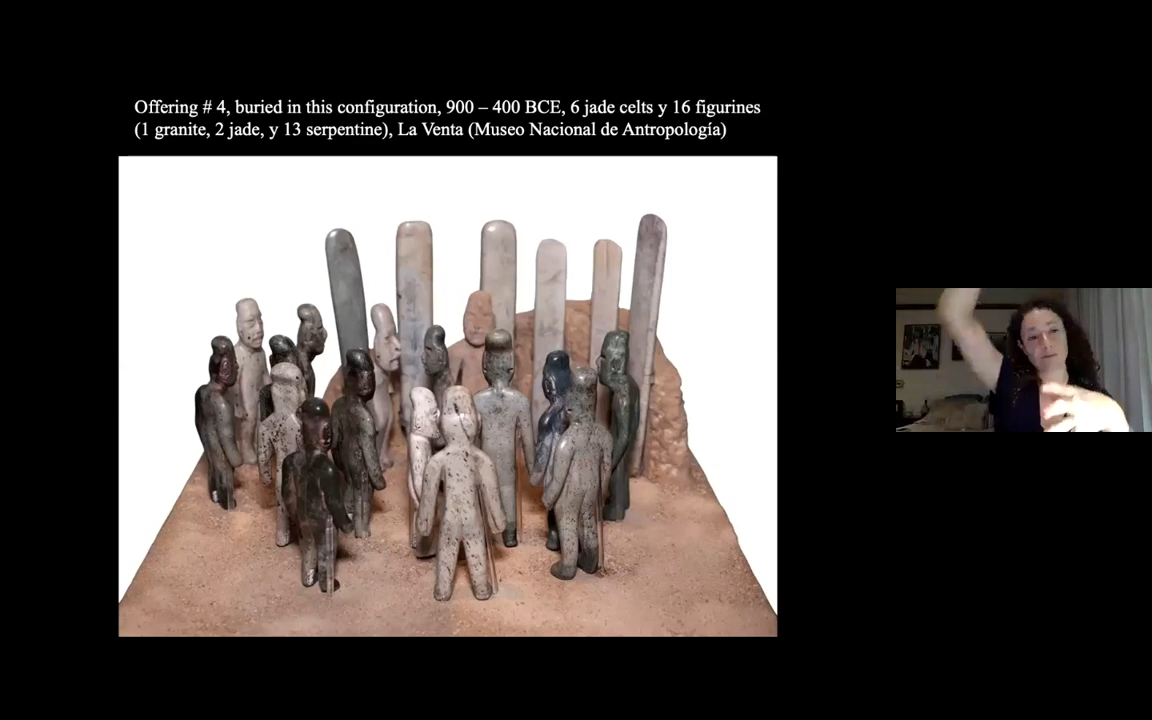 Offering # 4, buried in this configuration, 900 – 400 BCE, 6 jade celts y 16 figurines
(1 granite, 2 jade, y 13 serpentine), La Venta (Museo Nacional de Antropología)